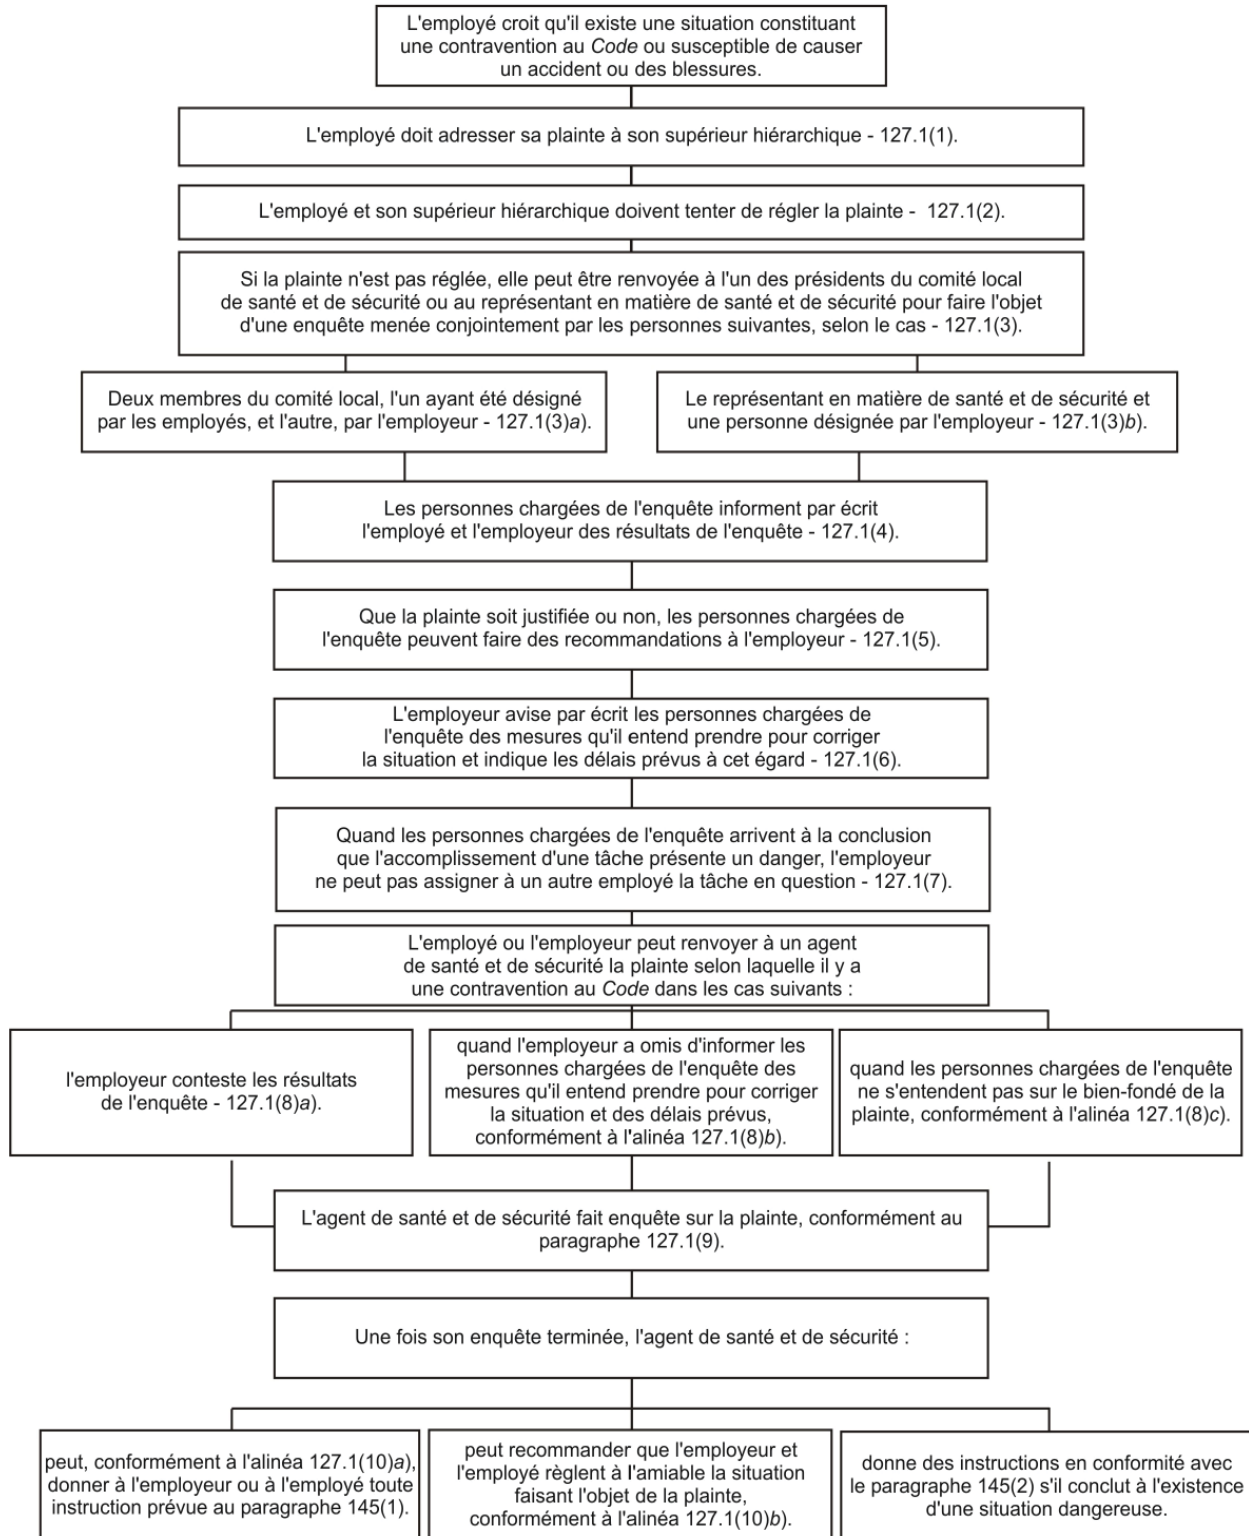 L'employé croit qu'il existe une situation constituant
une contravention au Code ou susceptible de causer
un accident ou des blessures.
L'employé doit adresser sa plainte à son supérieur hiérarchique - 127.1(1).
L'employé et son supérieur hiérarchique doivent tenter de régler la plainte - 127.1(2).
Si la plainte n'est pas réglée, elle peut être renvoyée à l'un des présidents du comité local
de santé et de sécurité ou au représentant en matière de santé et de sécurité pour faire l'objet
d'une enquête menée conjointement par les personnes suivantes, selon le cas - 127.1(3).
Deux membres du comité local, l'un ayant été désigné
par les employés, et l'autre, par l'employeur - 127.1(3)a).
Le représentant en matière de santé et de sécurité et
une personne désignée par l'employeur - 127.1(3)b).
Les personnes chargées de l'enquête informent par écrit
l'employé et l'employeur des résultats de l'enquête - 127.1(4).
Que la plainte soit justifiée ou non, les personnes chargées de
l'enquête peuvent faire des recommandations à l'employeur - 127.1(5).
L'employeur avise par écrit les personnes chargées de
l'enquête des mesures qu'il entend prendre pour corriger
la situation et indique les délais prévus à cet égard - 127.1(6).
Quand les personnes chargées de l'enquête arrivent à la conclusion
que l'accomplissement d'une tâche présente un danger, l'employeur
ne peut pas assigner à un autre employé la tâche en question - 127.1(7).
L'employé ou l'employeur peut renvoyer à un agent
de santé et de sécurité la plainte selon laquelle il y a
une contravention au Code dans les cas suivants :
l'employeur conteste les résultats
de l'enquête - 127.1(8)a).
quand l'employeur a omis d'informer les
personnes chargées de l'enquête des
mesures qu'il entend prendre pour corriger
la situation et des délais prévus,
conformément à l'alinéa 127.1(8)b).
quand les personnes chargées de l'enquête
ne s'entendent pas sur le bien-fondé de la
plainte, conformément à l'alinéa 127.1(8)c).
L'agent de santé et de sécurité fait enquête sur la plainte, conformément au
paragraphe 127.1(9).
Une fois son enquête terminée, l'agent de santé et de sécurité :
peut, conformément à l'alinéa 127.1(10)a),
donner à l'employeur ou à l'employé toute
instruction prévue au paragraphe 145(1).
peut recommander que l'employeur et
l'employé règlent à l'amiable la situation
faisant l'objet de la plainte,
conformément à l'alinéa 127.1(10)b).
donne des instructions en conformité avec
le paragraphe 145(2) s'il conclut à l'existence
d'une situation dangereuse.